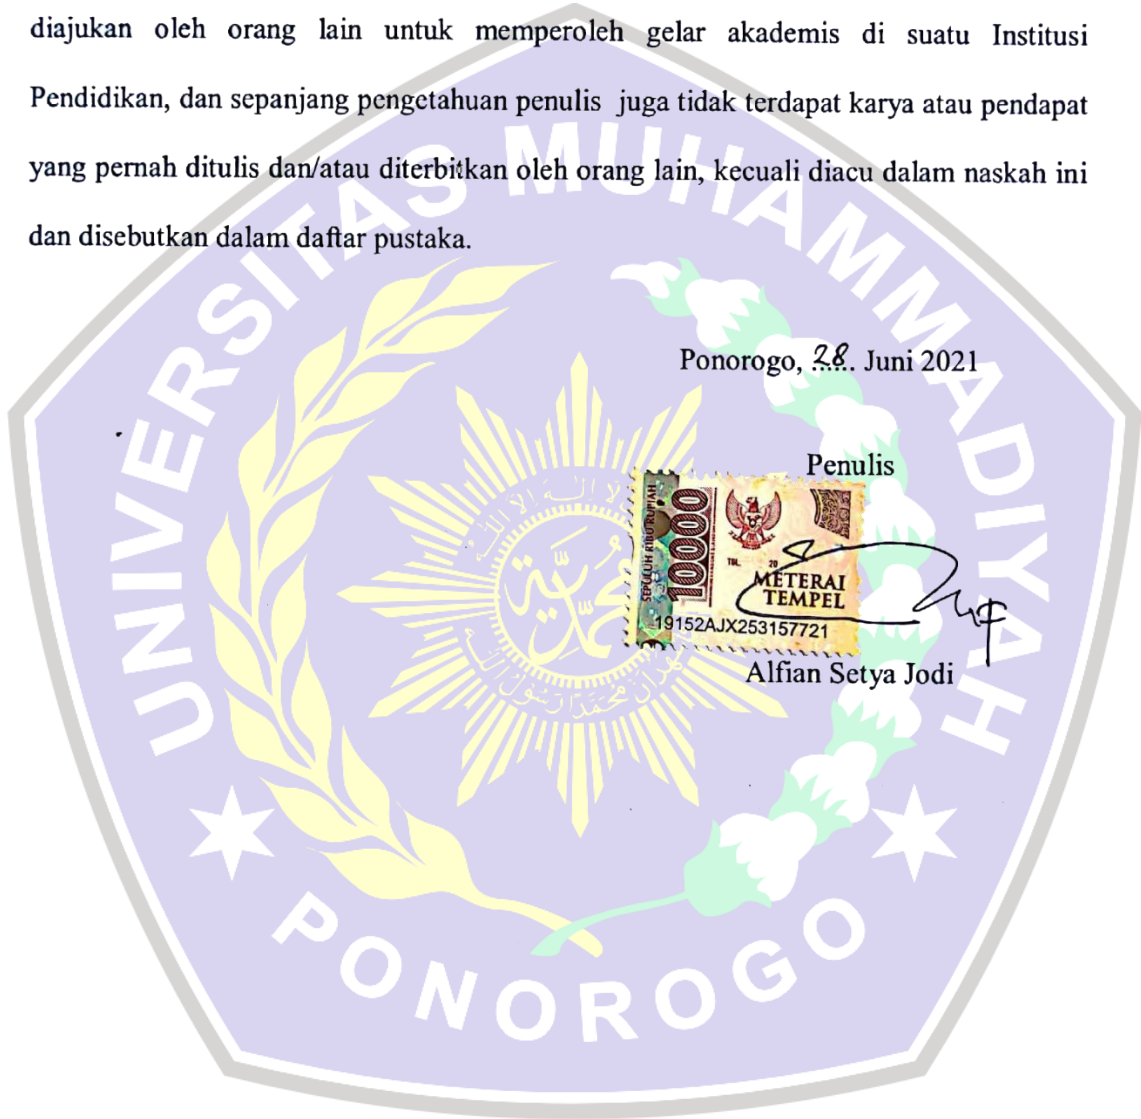 diajukan oleh orang lain untuk memperoleh gelar akademis di suatu Institusi
Pendidikan, dan sepanjang pengetahuan penulis juga tidak terdapat karya atau pendapat
yang pernah ditulis dan/atau diterbitkan oleh orang lain, kecuali diacu dalam naskah ini
dan disebutkan dalam daftar pustaka.
UNIVERSITAS MUHAMMADIYAH
Ponorogo, 28. Juni 2021
Penulis
SEPULUH RIBU RUPIAH
10000
TGL. 20
METERAI
TEMPEL
19152AJX253157721
Alfian Setya Jodi
محمدية
PONOROGO